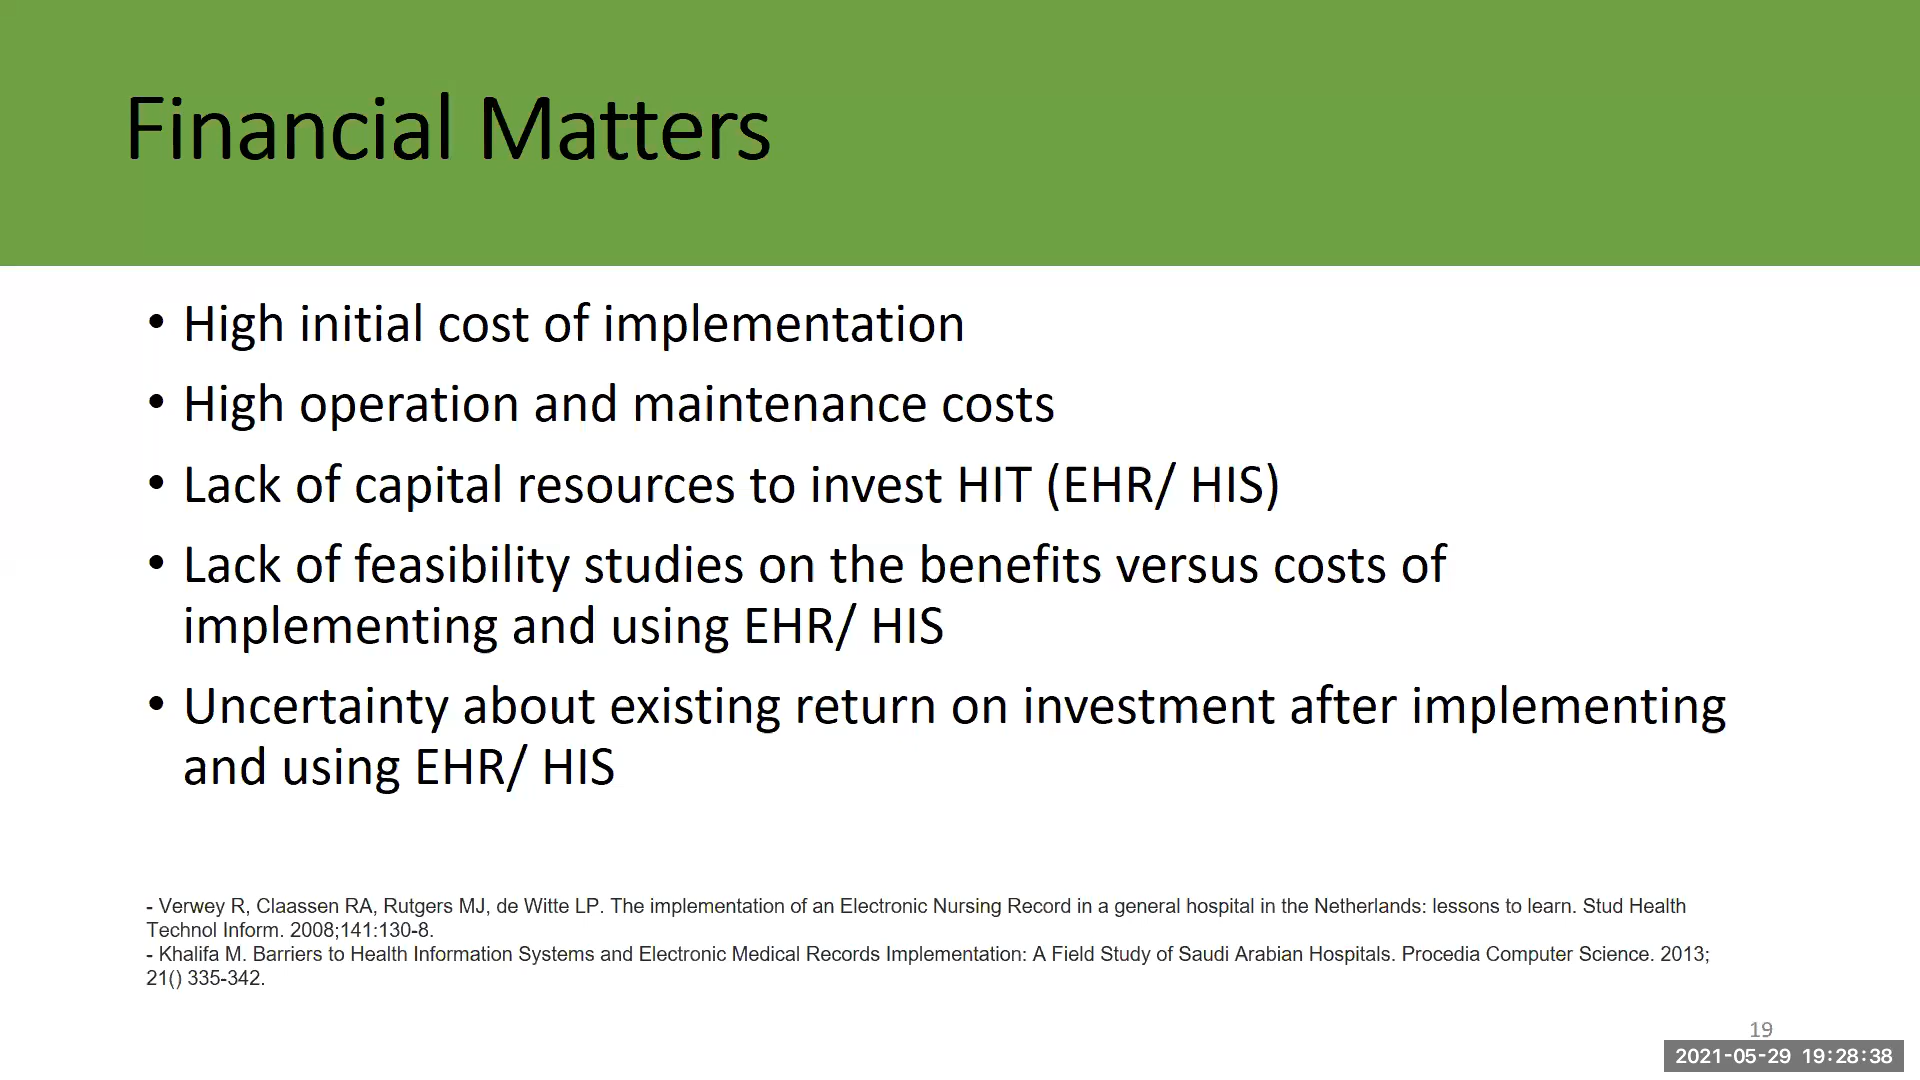 Financial Matters
• High initial cost of implementation
• High operation and maintenance costs
• Lack of capital resources to invest HIT (EHR/ HIS)
• Lack of feasibility studies on the benefits versus costs of
implementing and using EHR/ HIS
• Uncertainty about existing return on investment after implementing
and using EHR/ HIS
- Verwey R, Claassen RA, Rutgers MJ, de Witte LP. The implementation of an Electronic Nursing Record in a general hospital in the Netherlands: lessons to learn. Stud Health
Technol Inform. 2008;141:130-8.
- Khalifa M. Barriers to Health Information Systems and Electronic Medical Records Implementation: A Field Study of Saudi Arabian Hospitals. Procedia Computer Science. 2013;
21() 335-342.
19
2021-05-29 19:28:38